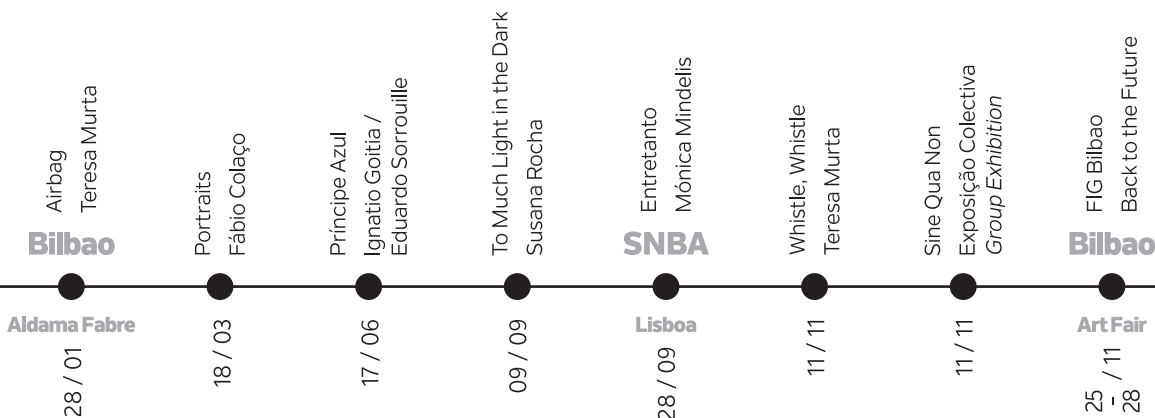 Airbag
Teresa Murta
Bilbao
Aldama Fabre
28 / 01
Portraits
Fábio Colaço
18 / 03
Príncipe Azul
Ignatio Goitia /
Eduardo Sorrouille
17 / 06
To Much Light in the Dark
Susana Rocha
09 / 09
Entretanto
Mónica Mindelis
SNBA
Lisboa
28 / 09
Whistle, Whistle
Teresa Murta
11 / 11
Sine Qua Non
Exposição Colectiva
Group Exhibition
11 / 11
FIG Bilbao
Back to the Future
Bilbao
Art Fair
25
-
28
/ 11